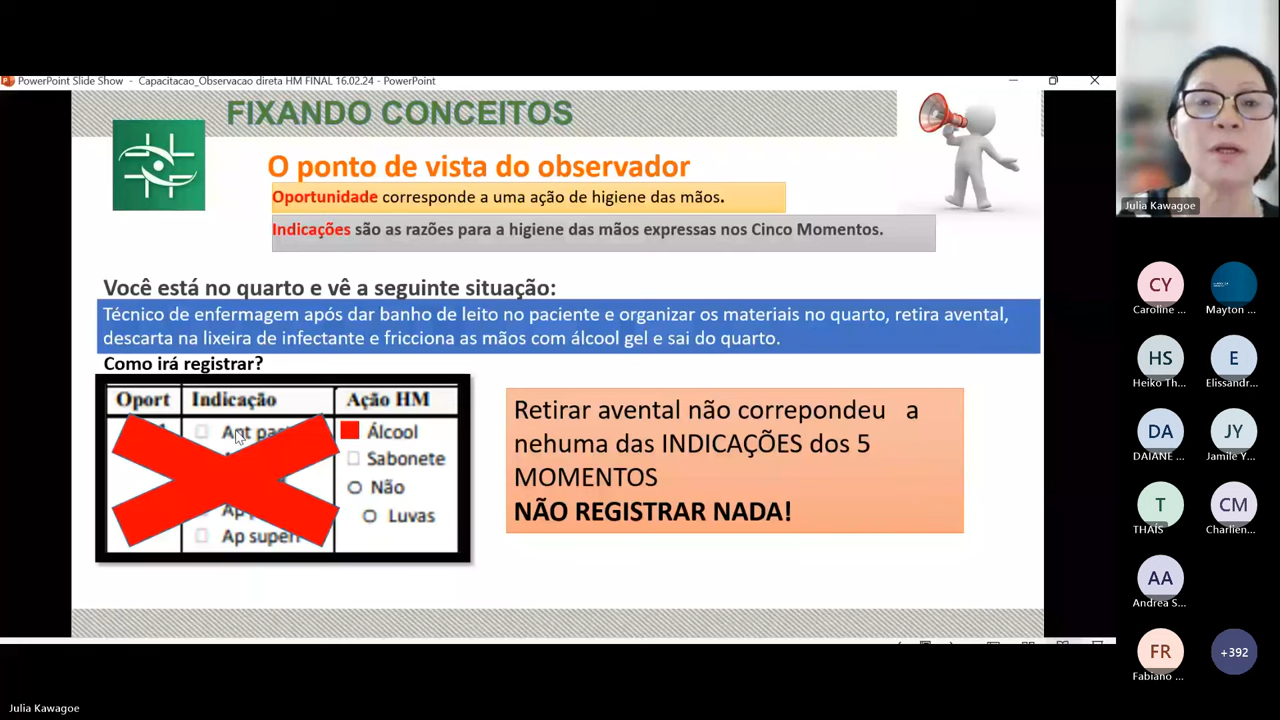 PowerPoint Slide Show - Capacitacao_Observacao direta HM FINAL 16.02.24 - PowerPoint
FIXANDO CONCEITOS
O ponto de vista do observador
Oportunidade corresponde a uma ação de higiene das mãos.
Indicações são as razões para a higiene das mãos expressas nos Cinco Momentos.
Você está no quarto e vê a seguinte situação:
Técnico de enfermagem após dar banho de leito no paciente e organizar os materiais no quarto, retira avental,
descarta na lixeira de infectante e fricciona as mãos com álcool gel e sai do quarto.
Como irá registrar?
Oport Indicação Ação HM
Álcool
Sabonete
Não
Luvas
Ap
Retirar avental não correpondeu a
nehuma das INDICAÇÕES dos 5
MOMENTOS
NÃO REGISTRAR NADA!
Julia Kawagoe
CY
Caroline ...
Mayton ...
HS
Heiko Th...
E
Elissandr...
DA
DAIANE ...
JY
Jamile Y...
T
THAÍS
CM
Charlien...
AA
Andrea S...
FR
Fabiano ...
+392
Julia Kawagoe